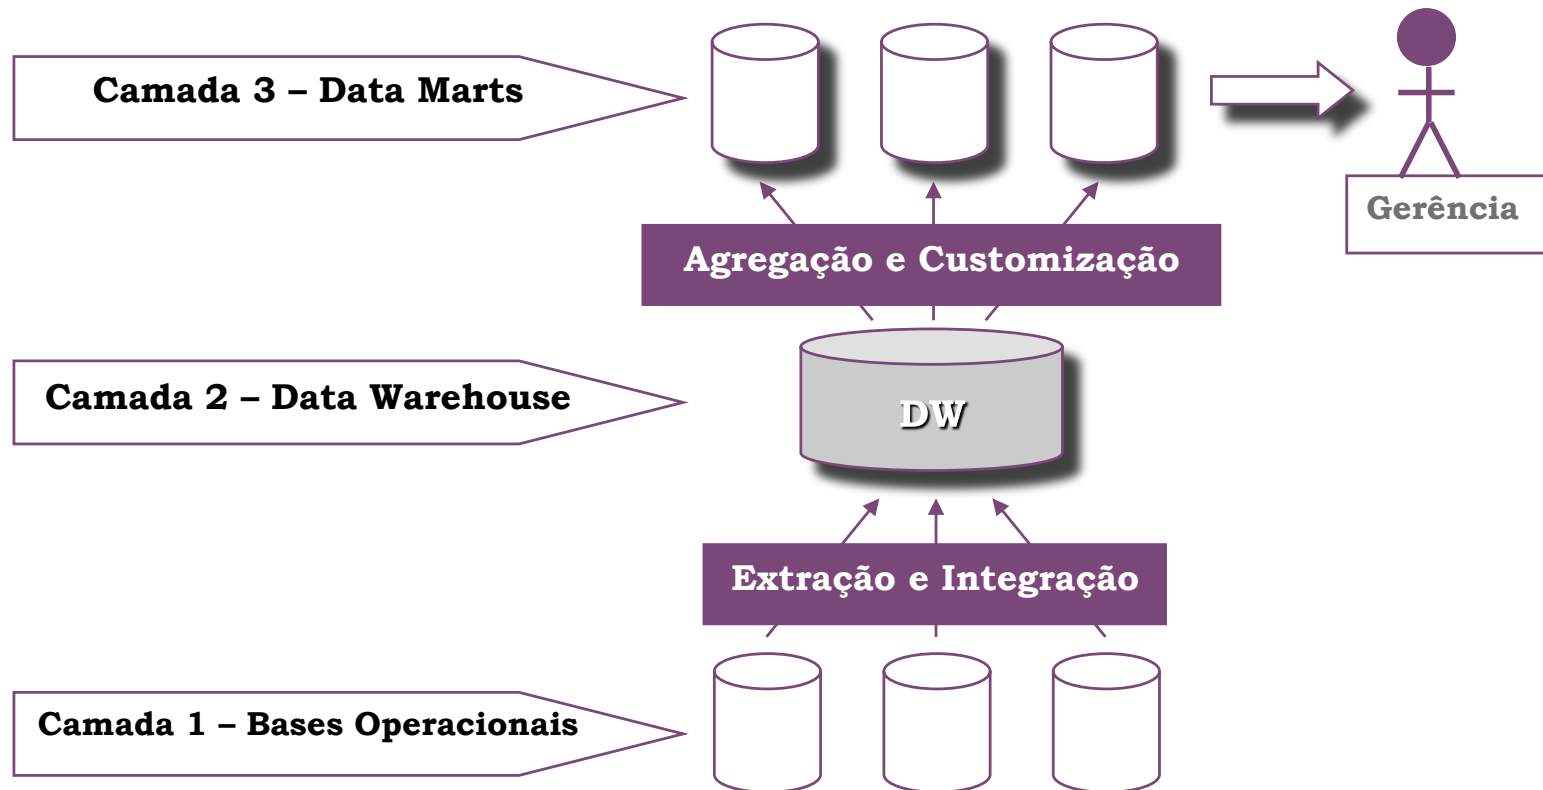 Camada 3 – Data Marts
Gerência
Agregação e Customização
Camada 2 – Data Warehouse
DW
Extração e Integração
Camada 1 – Bases Operacionais